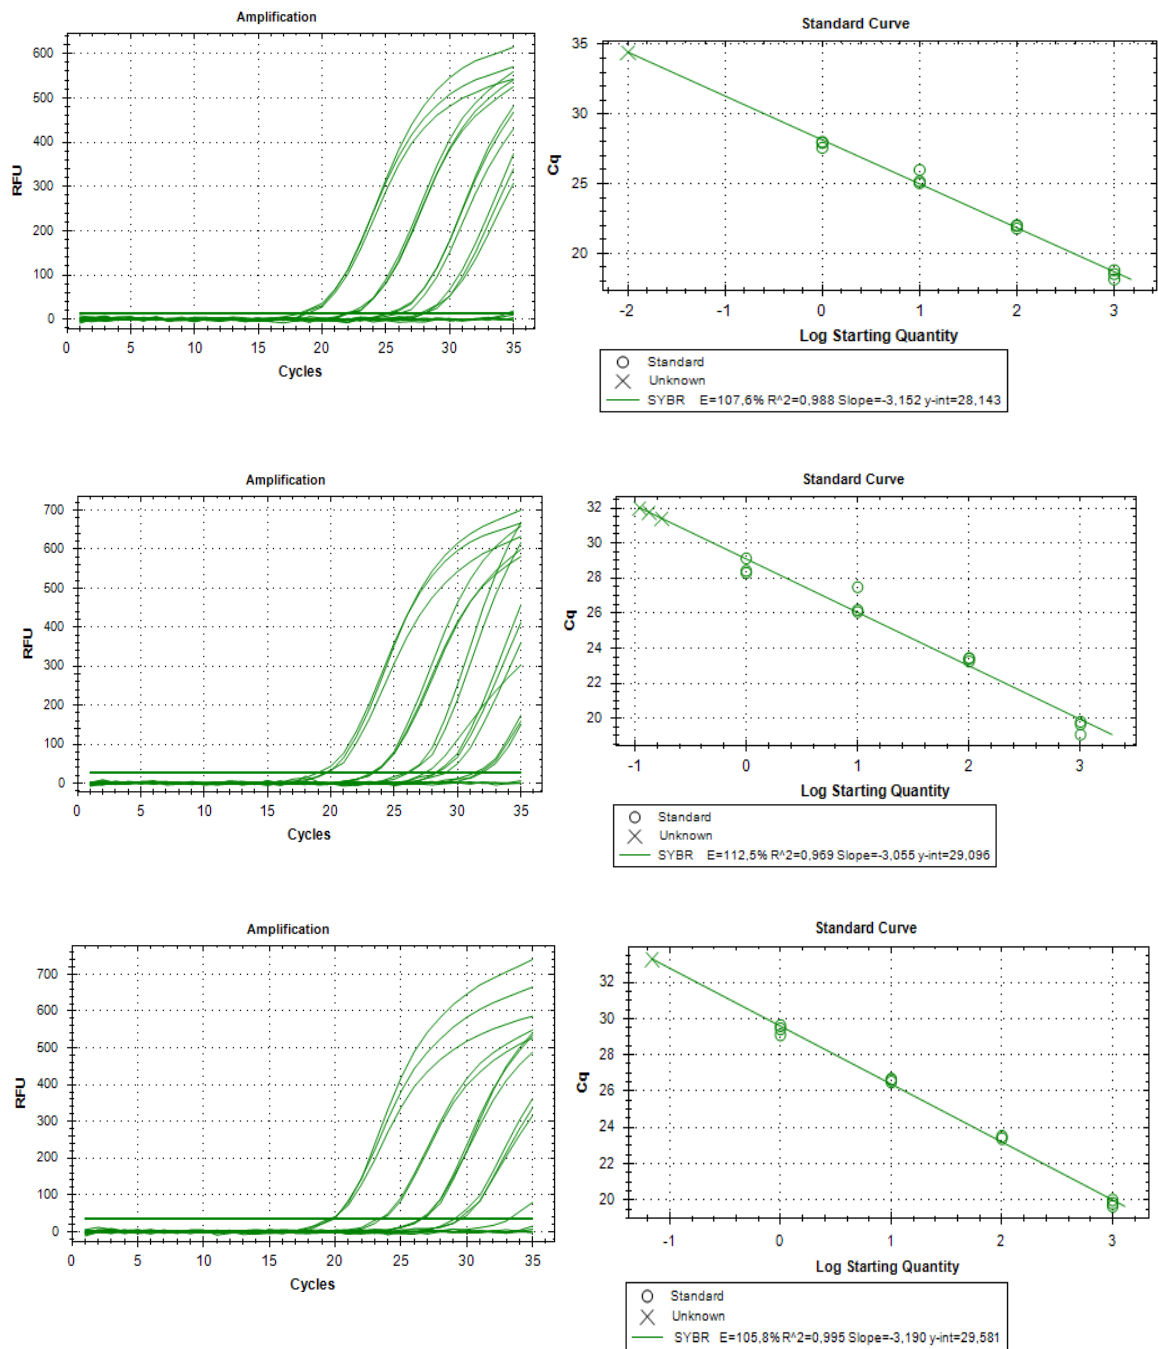 Amplification
600
500
400
300
200
100
0
RFU
0 5 10 15 20 25 30 35
Cycles
Standard Curve
35
30
25
20
Cq
-2 -1 0 1 2 3
Log Starting Quantity
Standard
Unknown
SYBR E=107,6% R^2=0,988 Slope=-3,152 y-int=28,143
Amplification
700
600
500
400
300
200
100
0
RFU
0 5 10 15 20 25 30 35
Cycles
Standard Curve
32
30
28
26
24
22
20
Cq
-1 0 1 2 3
Log Starting Quantity
Standard
Unknown
SYBR E=112,5% R^2=0,969 Slope=-3,055 y-int=29,096
Amplification
700
600
500
400
300
200
100
0
RFU
0 5 10 15 20 25 30 35
Cycles
Standard Curve
32
30
28
26
24
22
20
Cq
-1 0 1 2 3
Log Starting Quantity
Standard
Unknown
SYBR E=105,8% R^2=0,995 Slope=-3,190 y-int=29,581